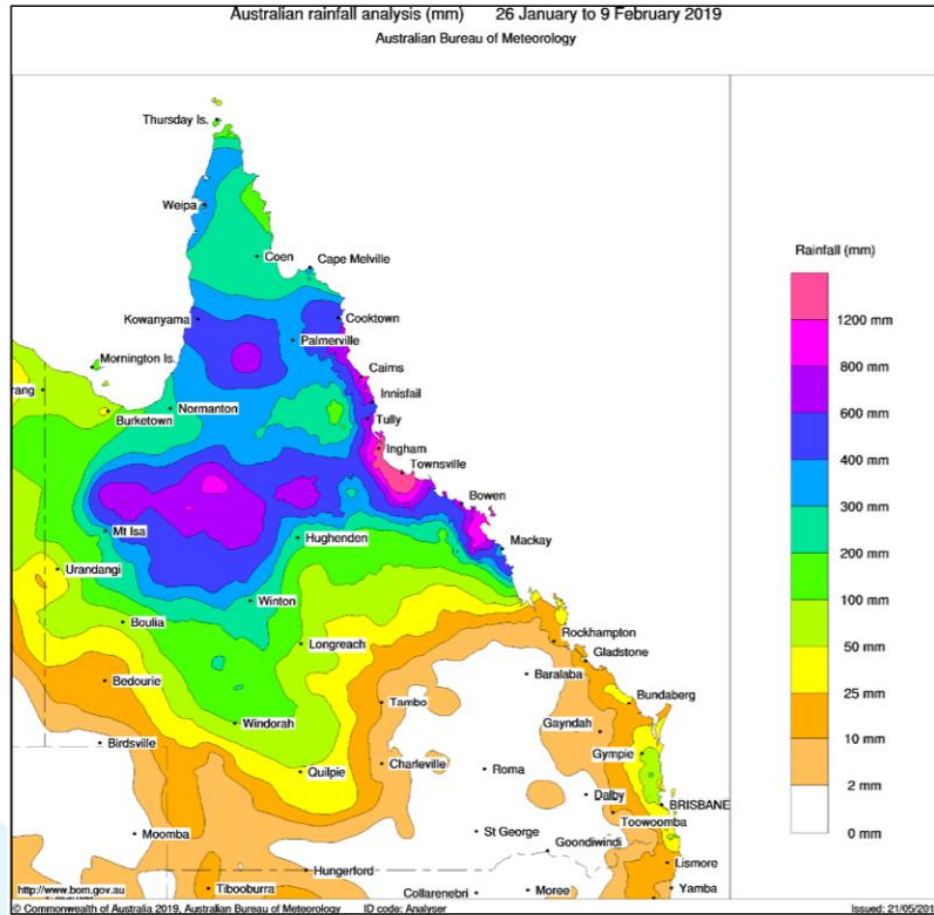 Australian rainfall analysis (mm) 26 January to 9 February 2019
Australian Bureau of Meteorology
Thursday Is.
Weipa
Coen
Cape Melville
Kowanyama
Cooktown
Palmerville
Mornington Is.
Cairns
rang
Innisfail
Normanton
Burketown
Tully
Ingham
Townsville
Bowen
Mt Isa
Hughenden
Mackay
Urandangi
Winton
Boulia
Longreach
Rockhampton
Gladstone
Bedourie
Baralaba
Tambo
Bundaberg
Windorah
Gayndah
Birdsville
Gympie
Quilpie
Charleville
Roma
Dalby
BRISBANE
Toowoomba
Moomba
St George
Goondiwindi
Hungerford
Lismore
Tibooburra
Collarenebri
Moree
Yamba
Rainfall (mm)
1200 mm
800 mm
600 mm
400 mm
300 mm
200 mm
100 mm
50 mm
25 mm
10 mm
2 mm
0 mm
http://www.bom.gov.au
© Commonwealth of Australia 2019, Australian Bureau of Meteorology ID code: Analyser Issued: 21/05/201